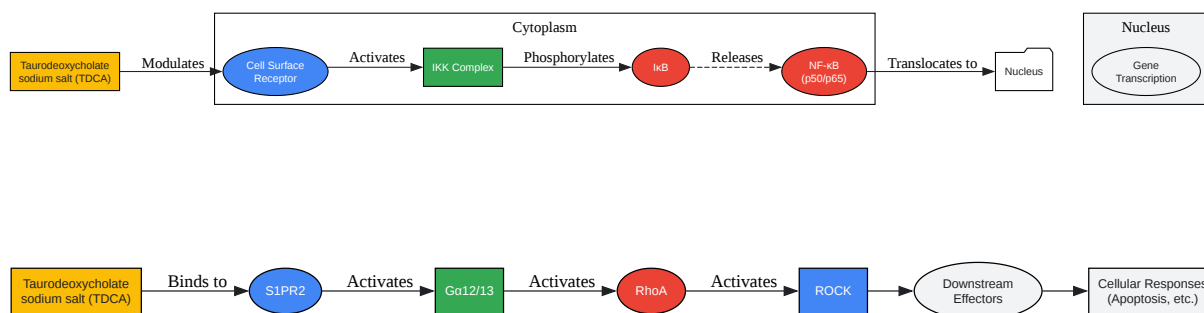 Cytoplasm
Nucleus
Taurodeoxycholate
sodium salt (TDCA)
Modulates
Cell Surface
Receptor
Activates
IKK Complex
Phosphorylates
IκB
Releases
NF-κB
(p50/p65)
Translocates to
Nucleus
Gene
Transcription
Taurodeoxycholate
sodium salt (TDCA)
Binds to
S1PR2
Activates
Gα12/13
Activates
RhoA
Activates
ROCK
Downstream
Effectors
Cellular Responses
(Apoptosis, etc.)